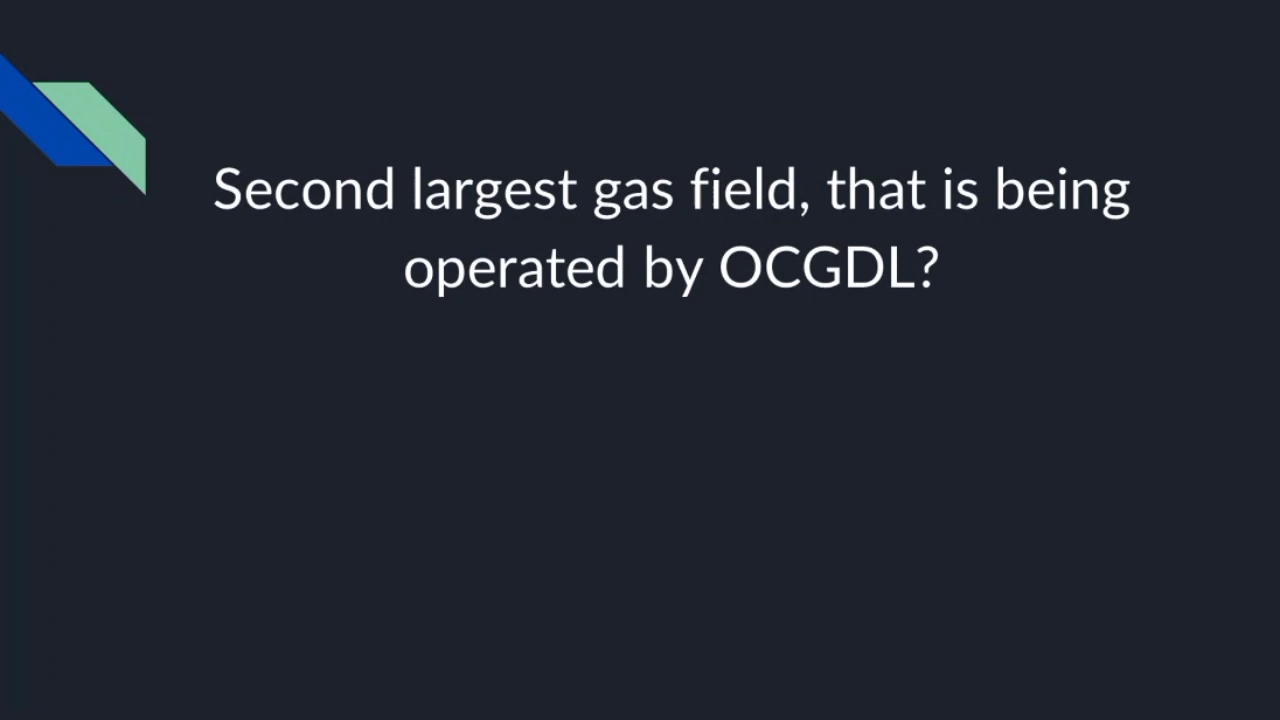 Second largest gas field, that is being
operated by OCGDL?